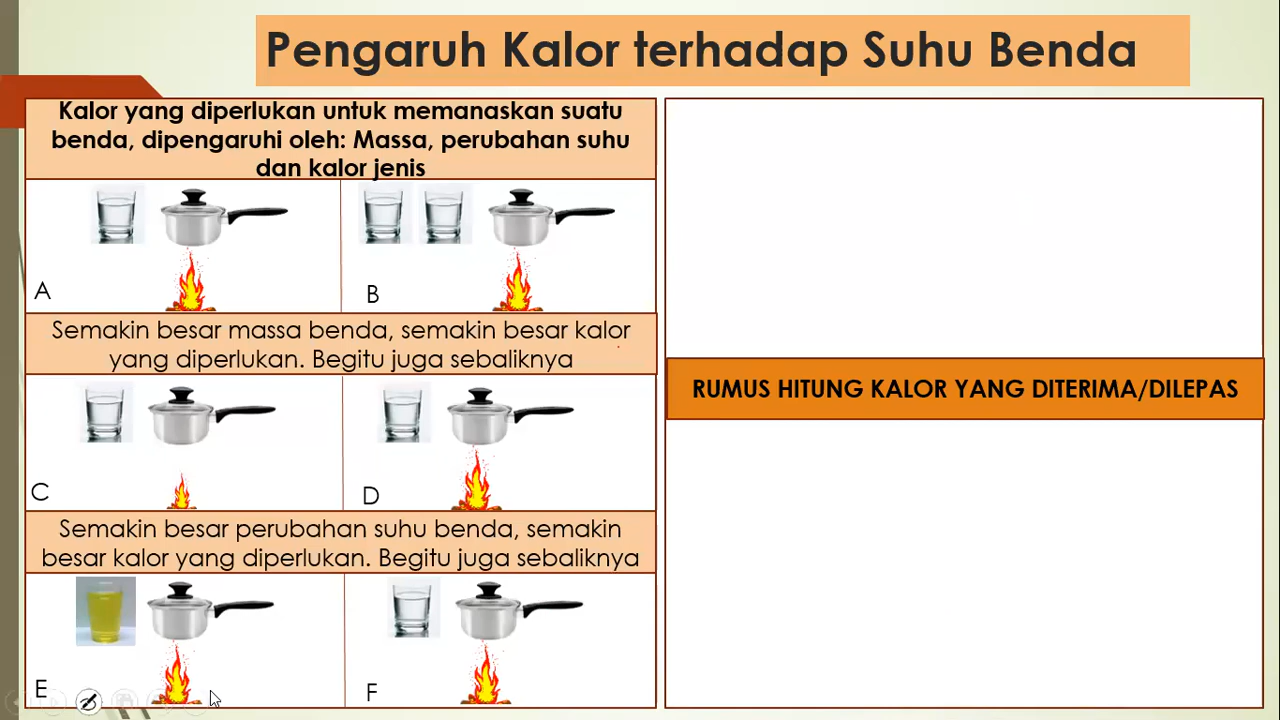 Pengaruh Kalor terhadap Suhu Benda
Kalor yang diperlukan untuk memanaskan suatu
benda, dipengaruhi oleh: Massa, perubahan suhu
dan kalor jenis
A
B
Semakin besar massa benda, semakin besar kalor
yang diperlukan. Begitu juga sebaliknya
C
D
Semakin besar perubahan suhu benda, semakin
besar kalor yang diperlukan. Begitu juga sebaliknya
E
F
RUMUS HITUNG KALOR YANG DITERIMA/DILEPAS